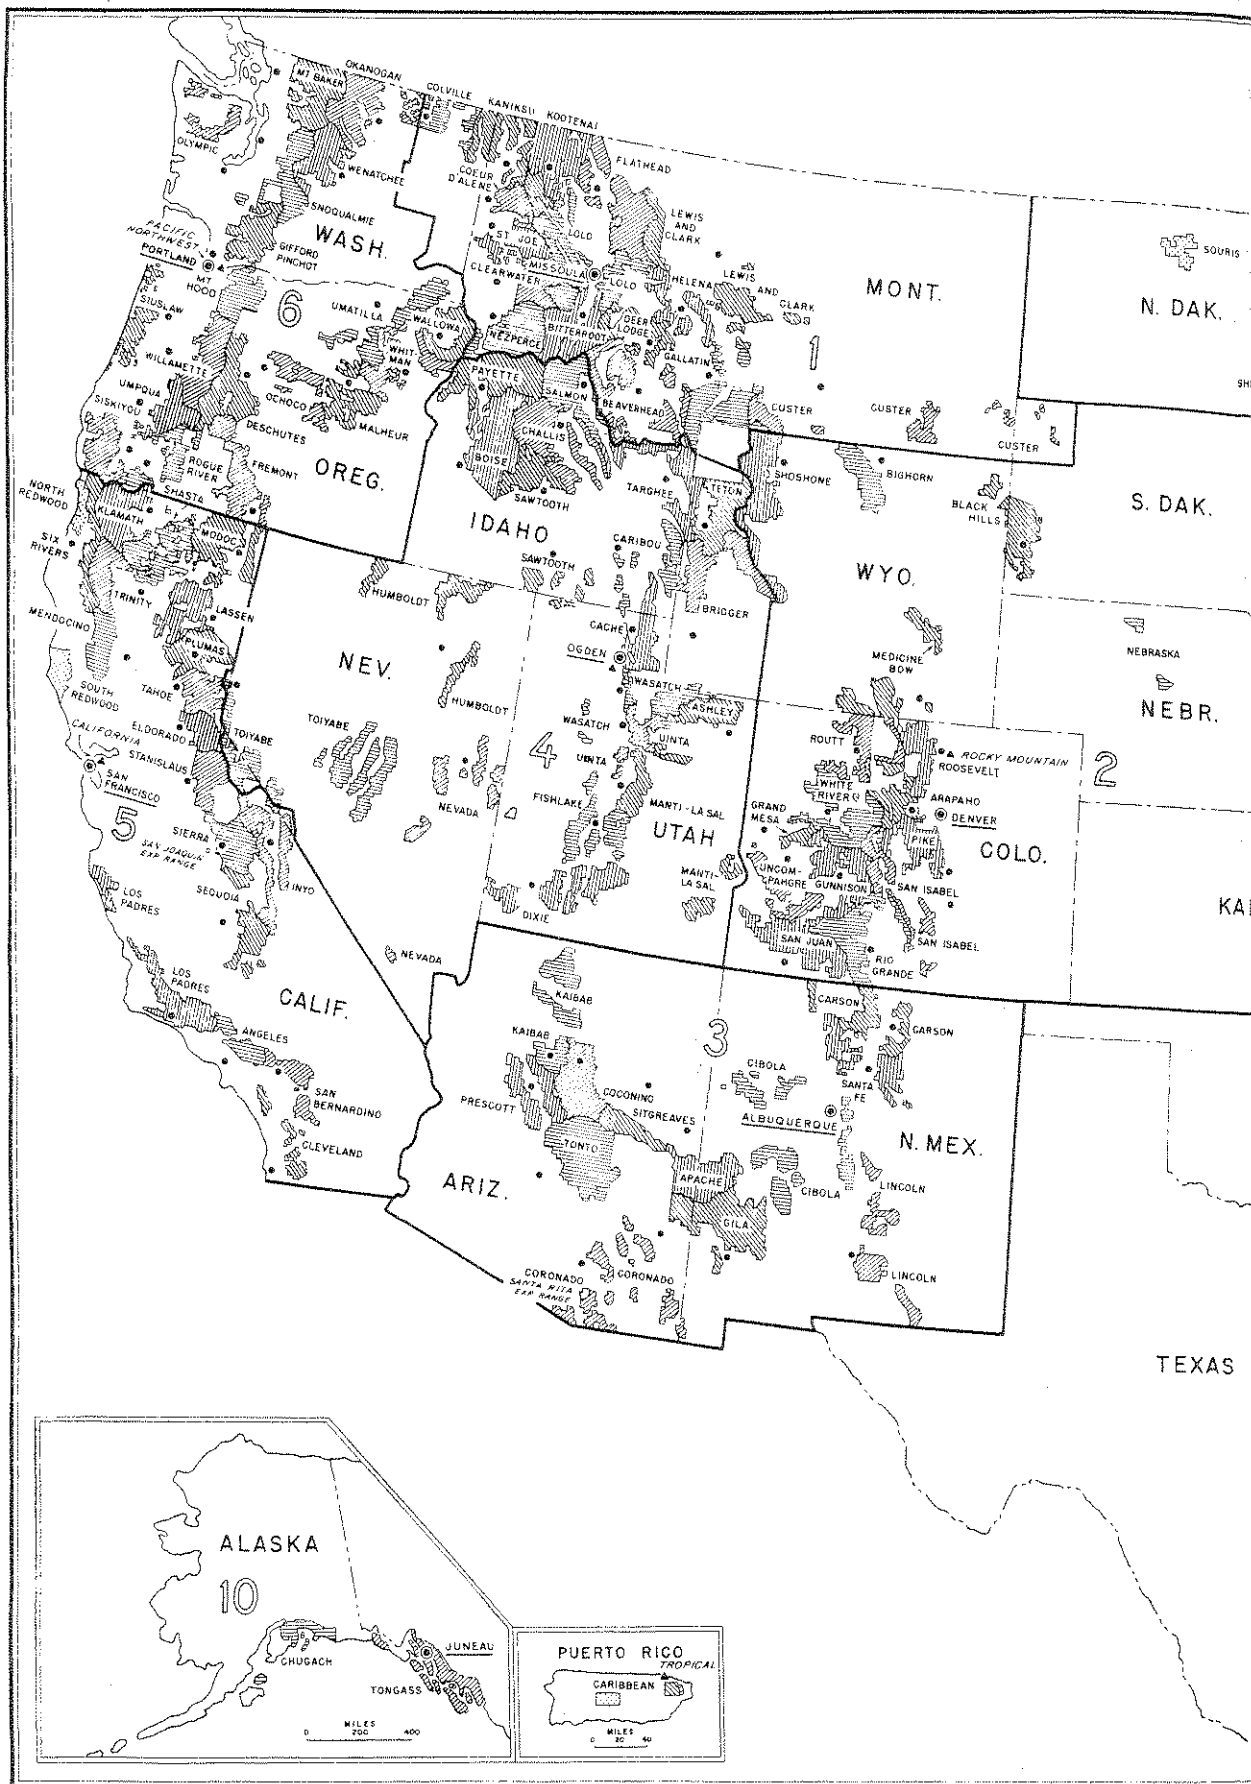 OKANOGAN
MT BAKER
COLVILLE
KANIKSU
KOOTENAI
OLYMPIC
WENATCHEE
COEUR
D'ALENE
FLATHEAD
SNOQUALMIE
WASH.
PACIFIC
NORTHWEST
PORTLAND
GIFFORD
PINCHOT
MT
HOOD
ST JOE
LOLO
LEWIS
AND
CLARK
MISSOULA
CLEARWATER
LOLO
HELENA
LEWIS AND
CLARK
MONT.
SOURIS
N. DAK.
SH
6
SIUSLAW
UMATILLA
WALLOWA
WHIT-
MAN
NEZPERCE
BITTERROOT
DEER
LODGE
GALLATIN
1
WILLAMETTE
UMPQUA
SISKIYOU
OCHOCO
MALHEUR
DESCHUTES
PAYETTE
SALMON
BEAVERHEAD
CUSTER
CUSTER
CUSTER
ROGUE
RIVER
FREMONT
OREG.
BOISE
CHALLIS
SAWTOOTH
TARGHEE
TETON
SHOSHONE
BIGHORN
BLACK
HILLS
S. DAK.
NORTH
REDWOOD
SHASTA
KLAMATH
MODOC
SIX
RIVERS
IDAHO
SAWTOOTH
CARIBOU
WYO.
TRINITY
LASSEN
MENDOCINO
PLUMAS
HUMBOLDT
CACHE
BRIDGER
OGDEN
MEDICINE
BOW
NEBRASKA
NEBR.
SOUTH
REDWOOD
TAHOE
NEV.
HUMBOLDT
WASATCH
ASHLEY
CALIFORNIA
ELDORADO
TOIYABE
TOIYABE
WASATCH
UINTA
UINTA
4
ROUTT
ROCKY MOUNTAIN
ROOSEVELT
2
SAN
FRANCISCO
STANISLAUS
5
NEVADA
FISHLAKE
MANTI-LA SAL
UTAH
WHITE
RIVER
GRAND
MESA
ARAPAHO
DENVER
PIKE
COLO.
SIERRA
SAN JOAQUIN
EXP RANGE
INYO
SEQUOIA
LOS
PADRES
MANTI-
LA SAL
UNCOM-
PAHGRE
GUNNISON
SAN ISABEL
SAN ISABEL
KA
DIXIE
SAN JUAN
RIO
GRANDE
NEVADA
LOS
PADRES
CALIF.
ANGELES
KAIBAB
3
CARSON
CARSON
KAIBAB
SAN
BERNARDINO
CLEVELAND
PRESCOTT
COCONINO
SITGREAVES
CIBOLA
SANTA
FE
ALBUQUERQUE
N. MEX.
TONTO
ARIZ.
APACHE
CIBOLA
LINCOLN
GILA
CORONADO
SANTA RITA
EXP RANGE
CORONADO
LINCOLN
TEXAS
ALASKA
10
CHUGACH
JUNEAU
TONGASS
MILES
0 200 400
PUERTO RICO
TROPICAL
CARIBBEAN
MILES
0 20 40